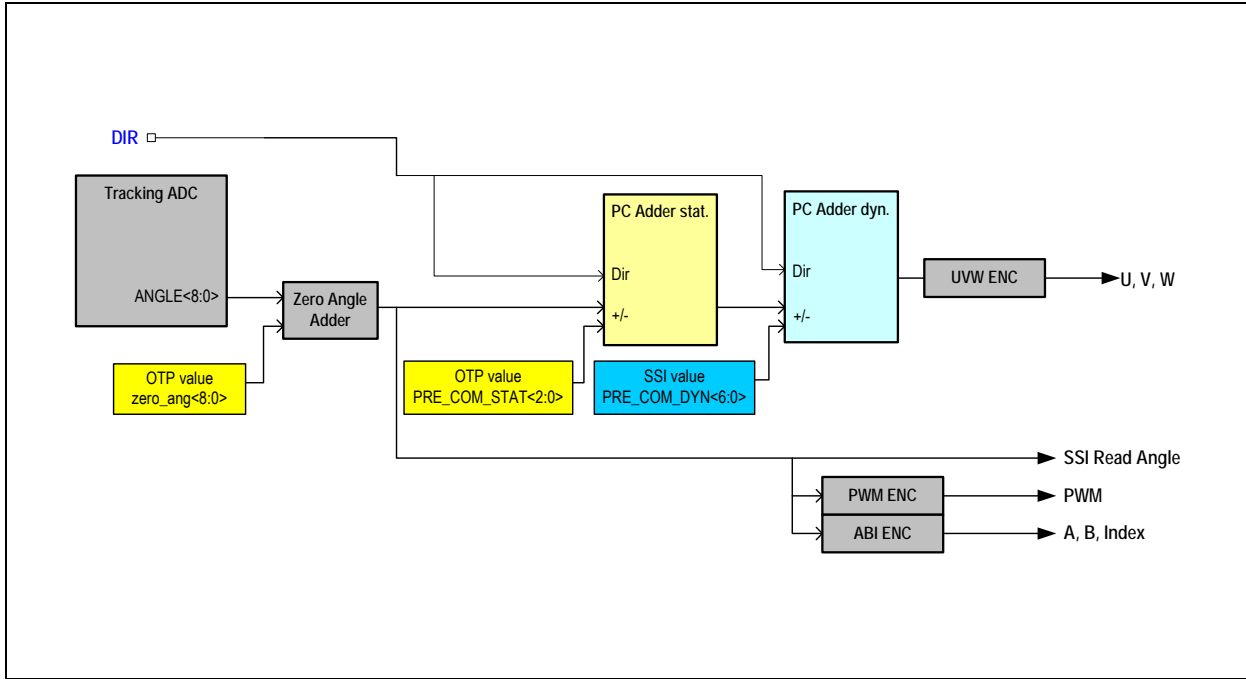 DIR
Tracking ADC
ANGLE<8:0>
Zero Angle
Adder
OTP value
zero_ang<8:0>
PC Adder stat.
Dir
+/-
OTP value
PRE_COM_STAT<2:0>
PC Adder dyn.
Dir
+/-
SSI value
PRE_COM_DYN<6:0>
UVW ENC
U, V, W
SSI Read Angle
PWM ENC
PWM
ABI ENC
A, B, Index